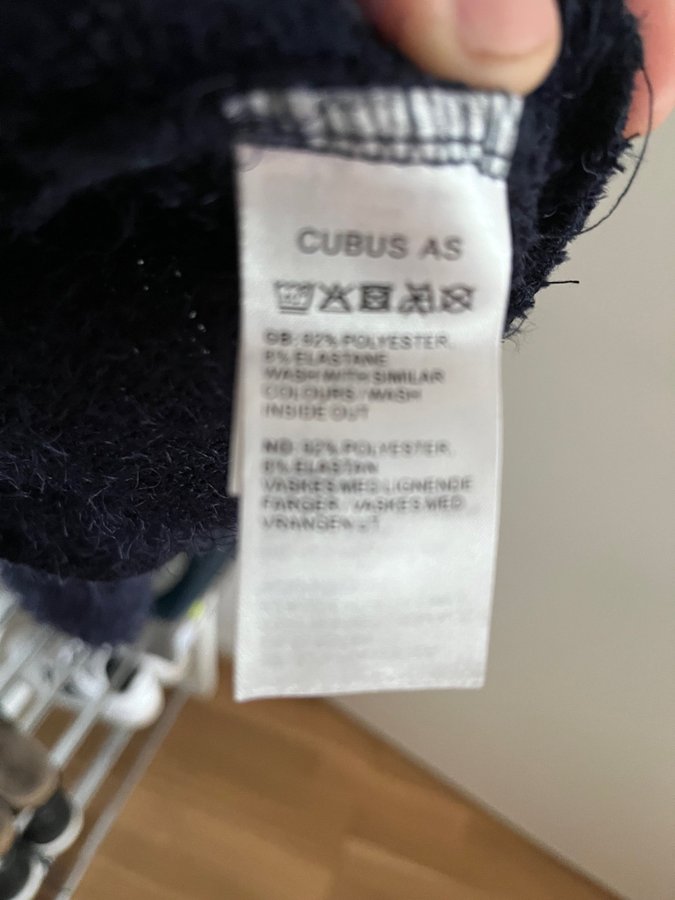 CUBUS AS
GB: 92% POLYESTER,
8% ELASTANE
WASH WITH SIMILAR
COLOURS / WASH
INSIDE OUT
NO: 92% POLYESTER,
8% ELASTAN
VASKES MED LIGNENDE
FARGER / VASKES MED
VRANGEN UT